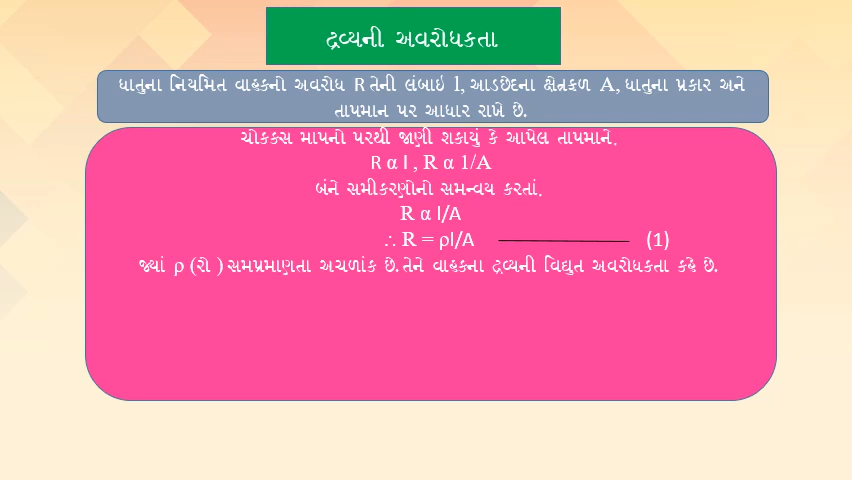 દ્રવ્યની અવરોધકતા
ધાતુના નિયમિત વાહકનો અવરોધ R તેની લંબાઇ l, આડછેદના ક્ષેત્રફળ A, ધાતુના પ્રકાર અને
તાપમાન પર આધાર રાખે છે.
ચોકકસ માપનો પરથી જાણી શકાયું કે આપેલ તાપમાને.
R α l , R α 1/A
બંને સમીકરણોનો સમન્વય કરતાં.
R α l/A
∴ R = ρl/A (1)
જ્યાં ρ (રો ) સમપ્રમાણતા અચળાંક છે. તેને વાહકના દ્રવ્યની વિદ્યુત અવરોધકતા કહે છે.